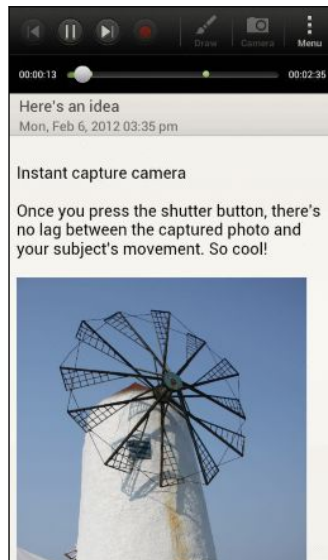 Draw
Camera
Menu
00:00:13
00:02:35
Here's an idea
Mon, Feb 6, 2012 03:35 pm
Instant capture camera
Once you press the shutter button, there's
no lag between the captured photo and
your subject's movement. So cool!